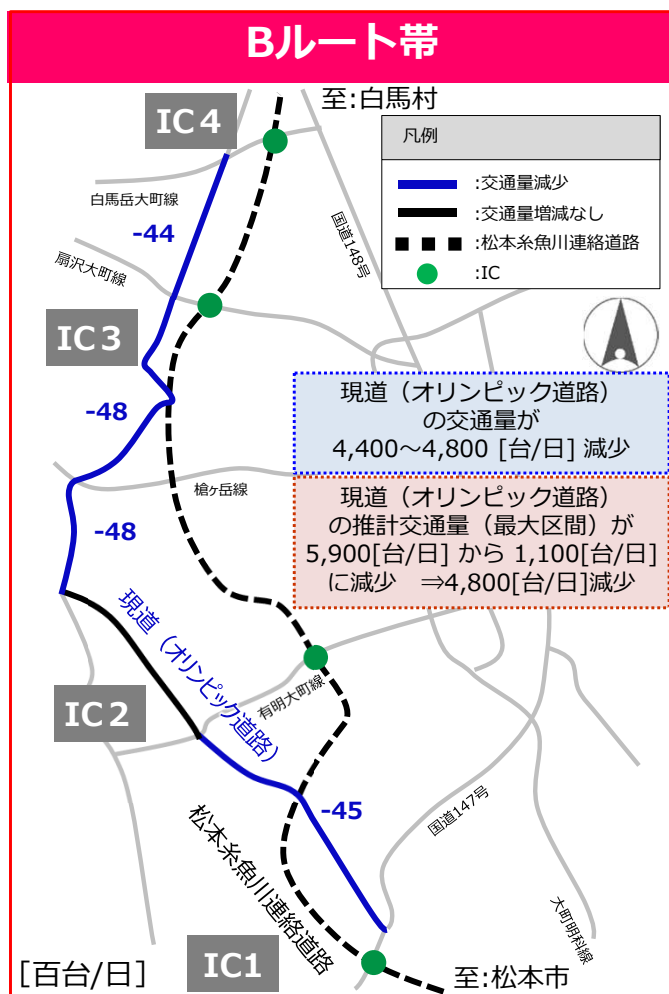 Bルート帯
至:白馬村
IC４
凡例
:交通量減少
:交通量増減なし
:松本糸魚川連絡道路
:IC
白馬岳大町線
-44
国道148号
扇沢大町線
IC３
-48
現道（オリンピック道路）
の交通量が
4,400～4,800 [台/日] 減少
槍ヶ岳線
現道（オリンピック道路）
の推計交通量（最大区間）が
5,900[台/日] から 1,100[台/日]
に減少　⇒4,800[台/日]減少
-48
現道（オリンピック道路）
有明大町線
IC２
-45
国道147号
松本糸魚川連絡道路
大町明科線
[百台/日]
IC1
至:松本市